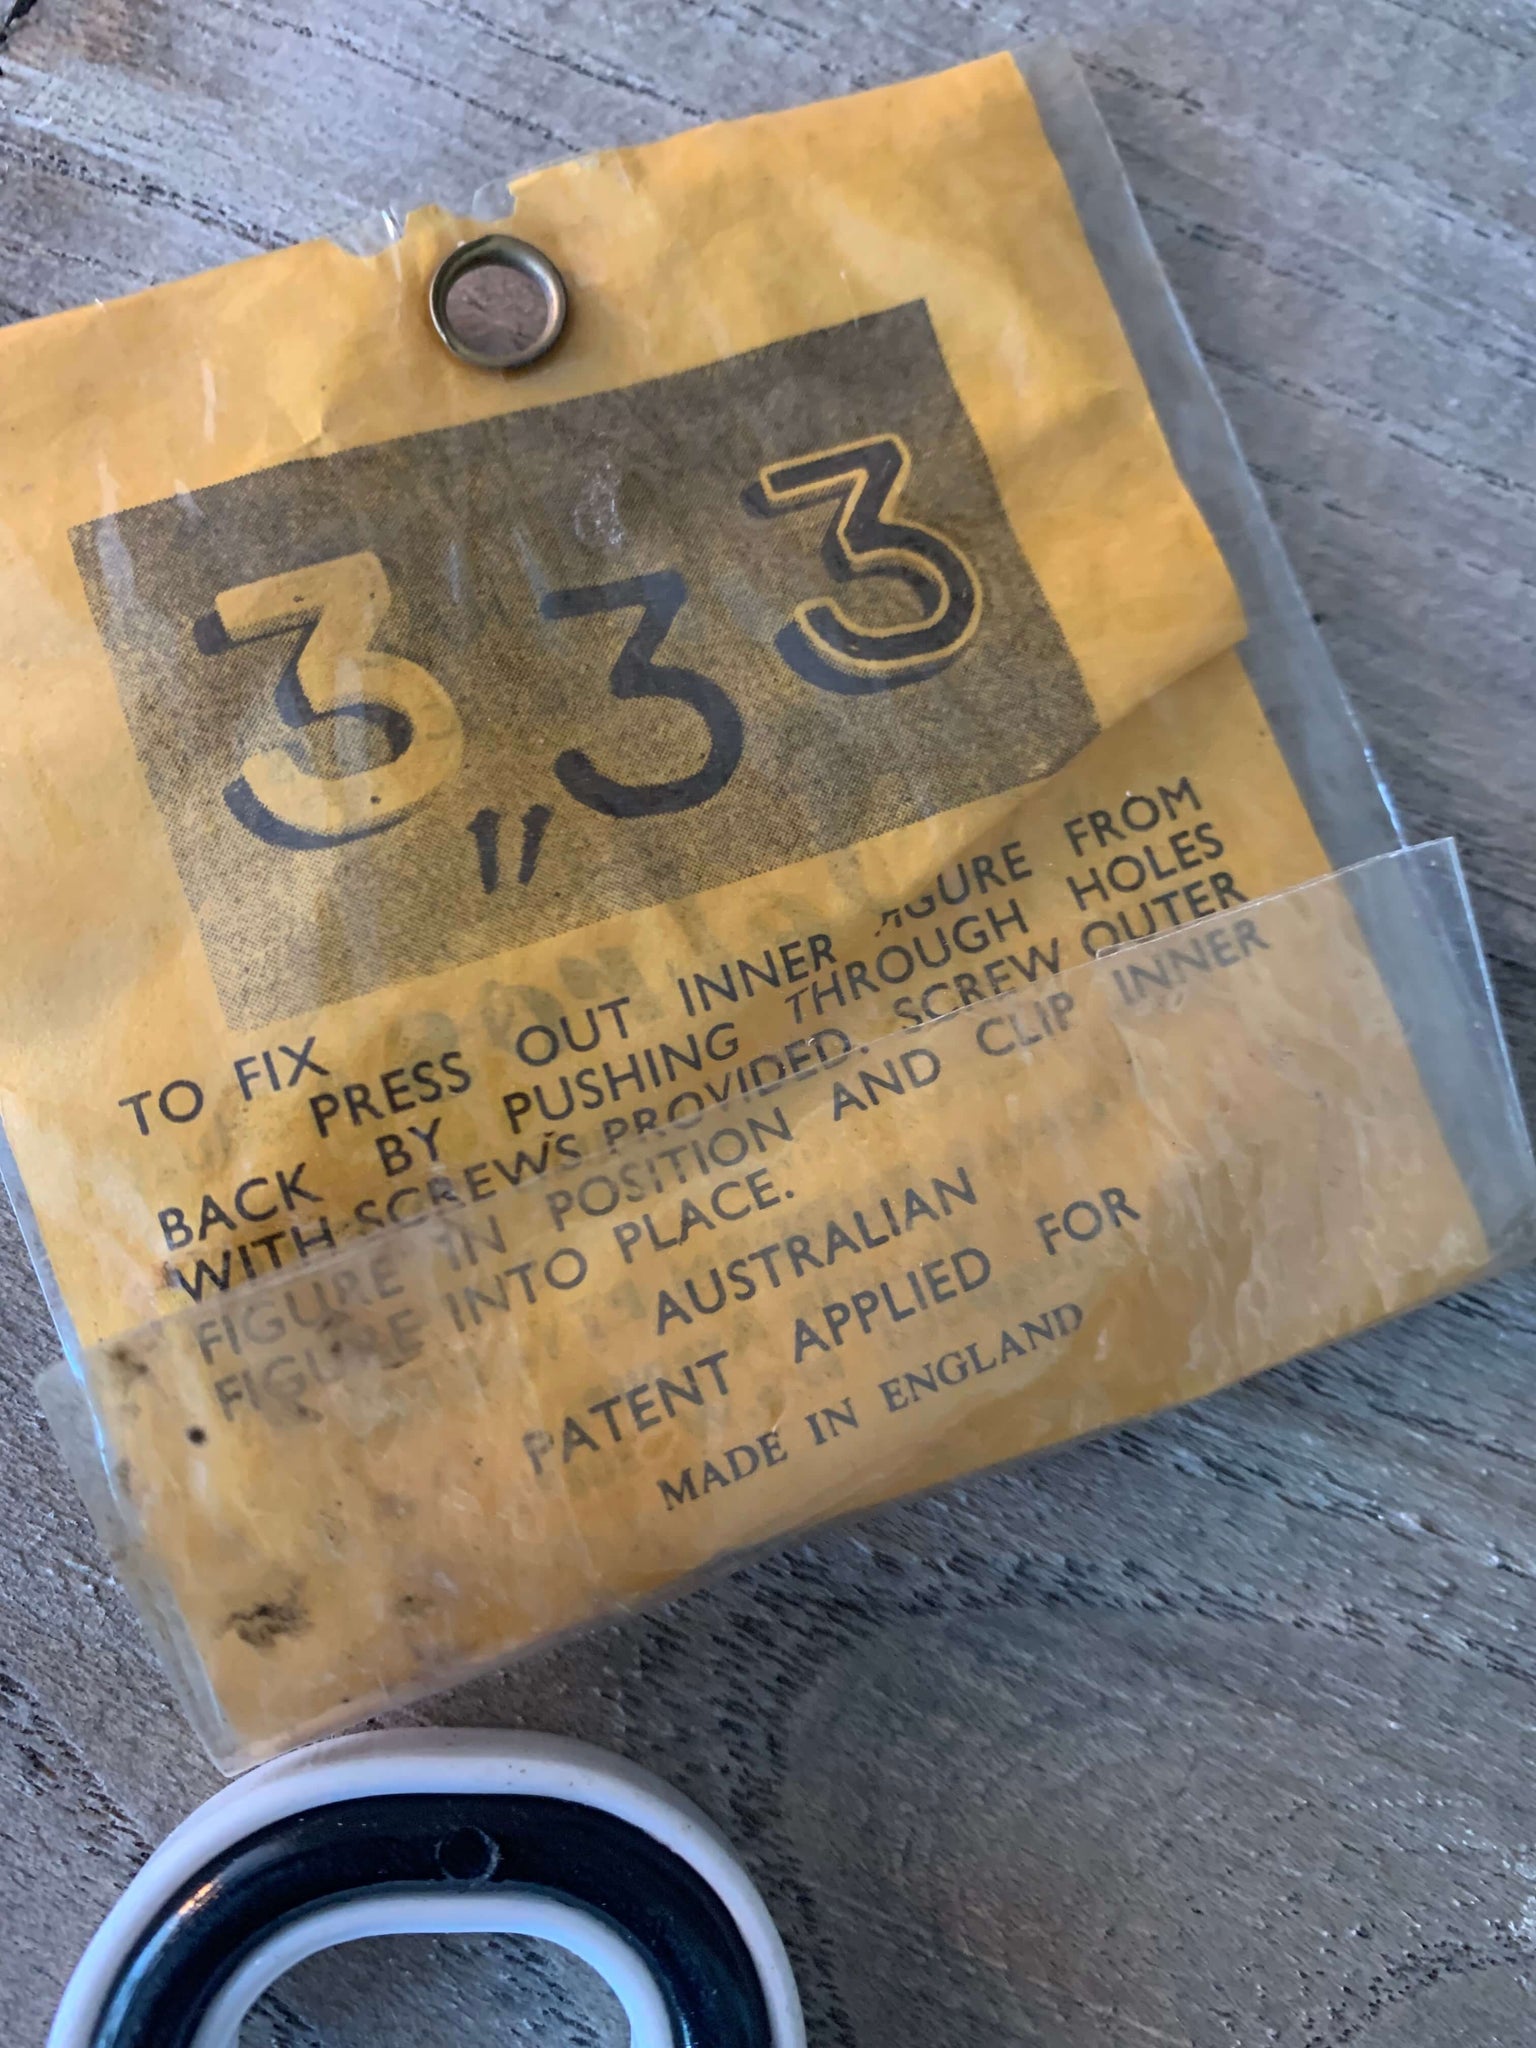 3 „ 3 3
TO FIX
PRESS OUT INNER FIGURE FROM
BACK BY PUSHING THROUGH HOLES
WITH SCREWS PROVIDED. SCREW OUTER
FIGURE IN POSITION AND CLIP INNER
FIGURE INTO PLACE.
AUSTRALIAN
PATENT APPLIED FOR
MADE IN ENGLAND